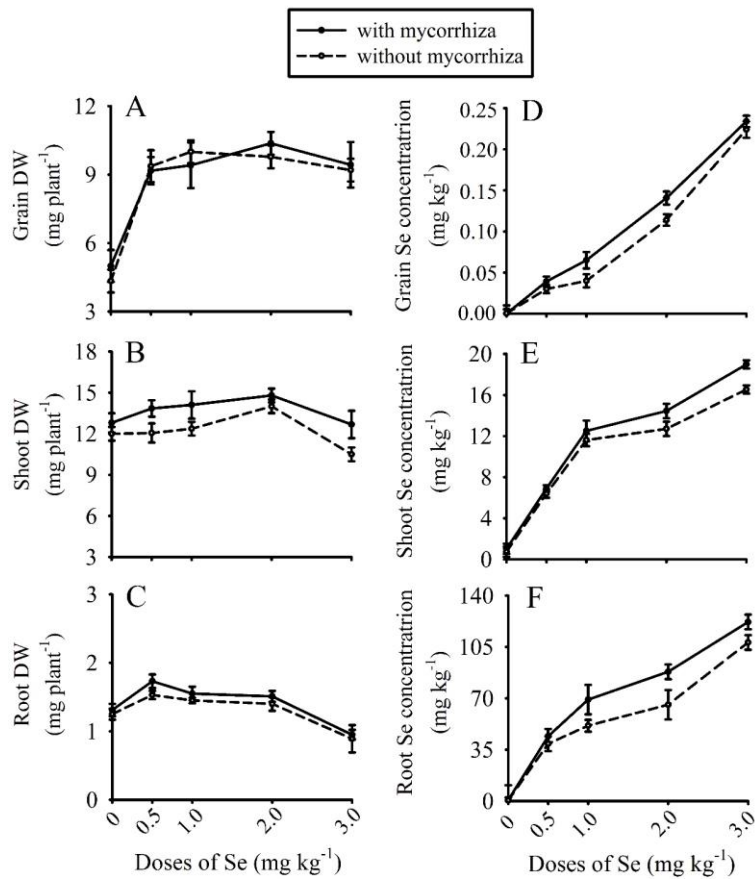 with mycorrhiza
without mycorrhiza
A
Grain DW
(mg plant⁻¹)
12
9
6
3
B
Shoot DW
(mg plant⁻¹)
18
15
12
9
6
3
C
Root DW
(mg plant⁻¹)
3
2
1
0
0
0.5
1.0
2.0
3.0
Doses of Se (mg kg⁻¹)
D
Grain Se concentratrion
(mg kg⁻¹)
0.25
0.20
0.15
0.10
0.05
0.00
E
Shoot Se concentratrion
(mg kg⁻¹)
20
16
12
8
4
0
F
Root Se concentratrion
(mg kg⁻¹)
140
105
70
35
0
0
0.5
1.0
2.0
3.0
Doses of Se (mg kg⁻¹)